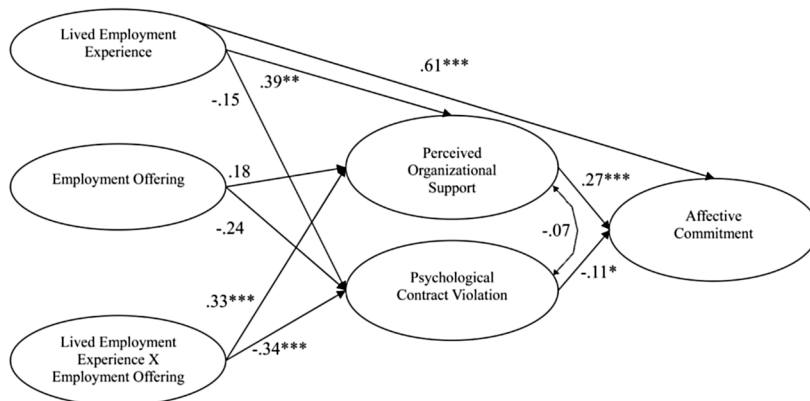 Lived Employment
Experience
.61***
.39**
-.15
Perceived
Organizational
Support
Employment Offering
.18
.27***
Affective
Commitment
-.24
-.07
Psychological
Contract Violation
-.11*
.33***
-.34***
Lived Employment
Experience X
Employment Offering